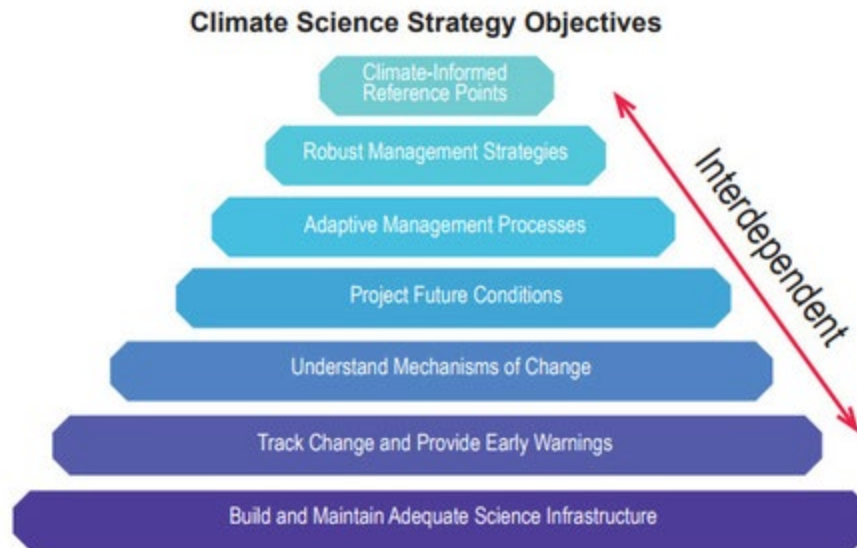 Climate Science Strategy Objectives
Climate-Informed
Reference Points
Robust Management Strategies
Adaptive Management Processes
Project Future Conditions
Understand Mechanisms of Change
Track Change and Provide Early Warnings
Build and Maintain Adequate Science Infrastructure
Interdependent